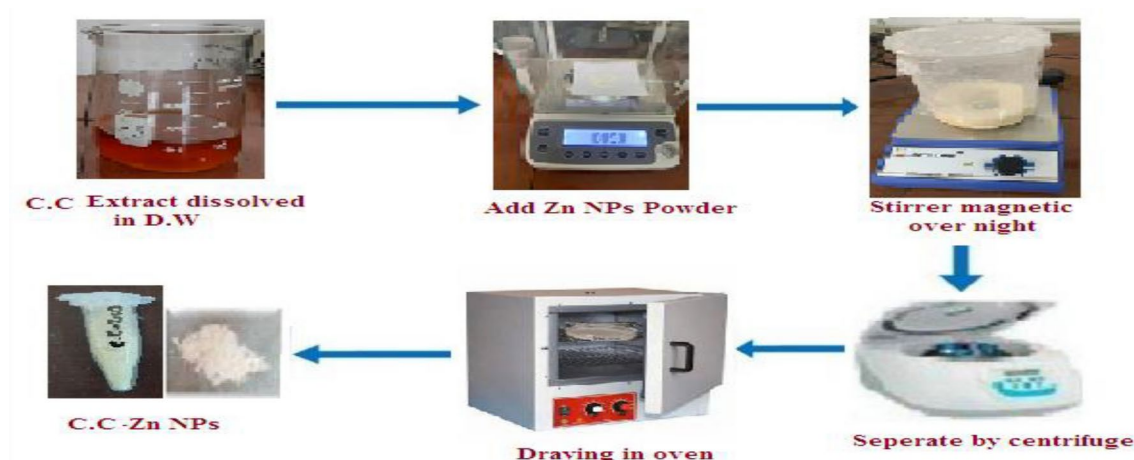 C.C Extract dissolved
in D.W
Add Zn NPs Powder
Stirrer magnetic
over night
C.C -Zn NPs
Draving in oven
Seperate by centrifuge